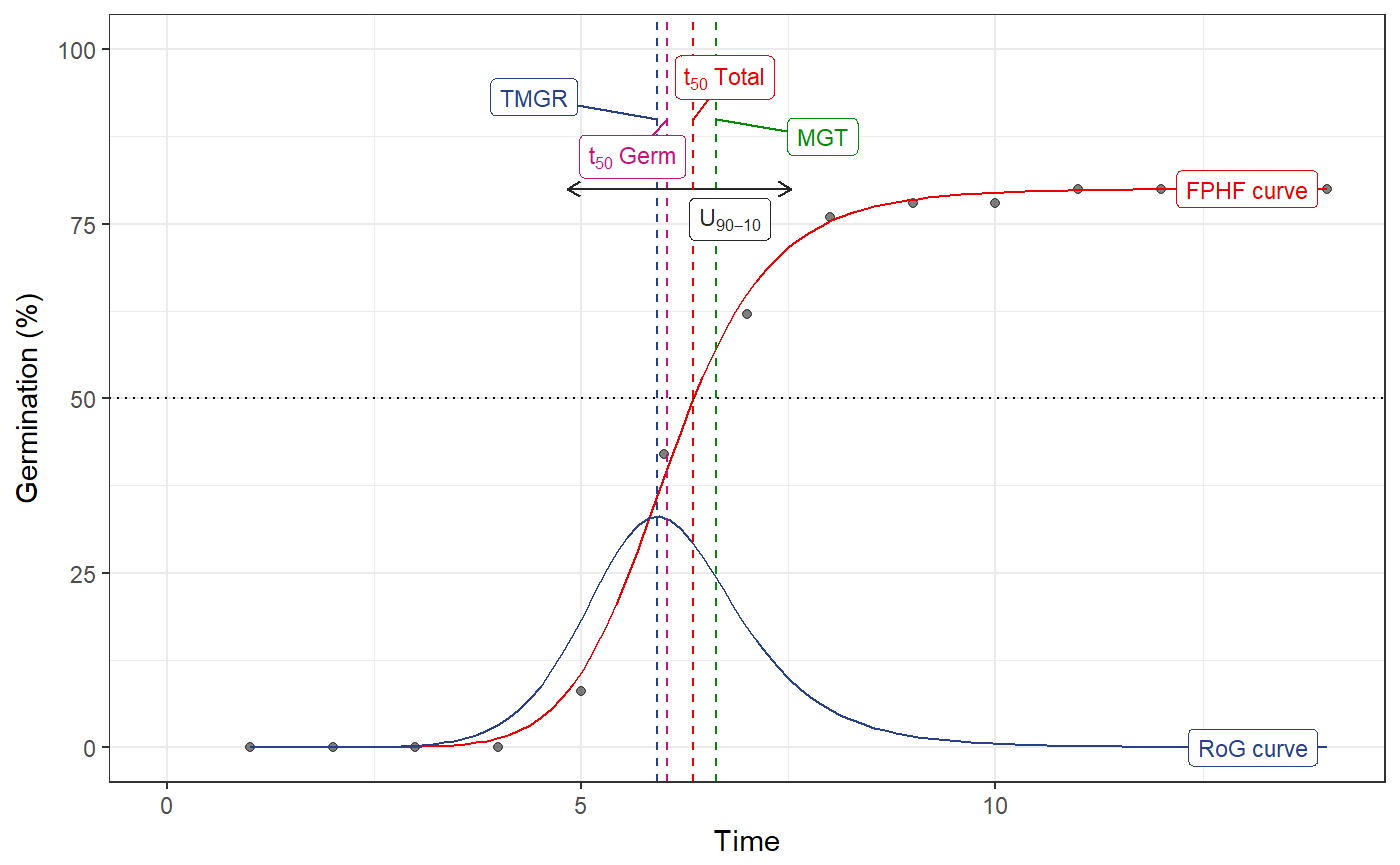 100
75
50
25
0
Germination (%)
TMGR
t50 Total
MGT
t50 Germ
U90−10
FPHF curve
RoG curve
0 5 10
Time